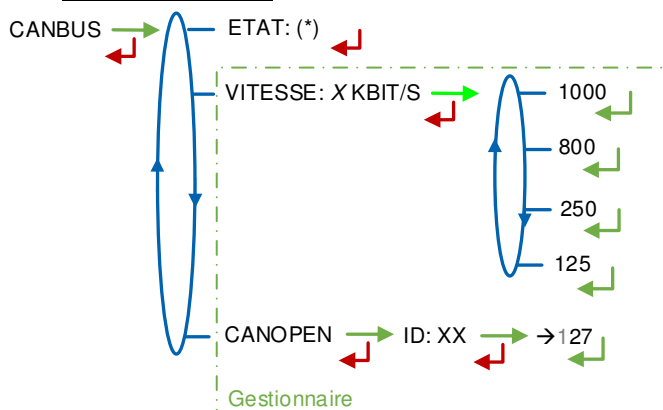 CANBUS
ETAT: (*)
VITESSE: X KBIT/S
1000
800
250
125
CANOPEN
ID: XX
→127
Gestionnaire